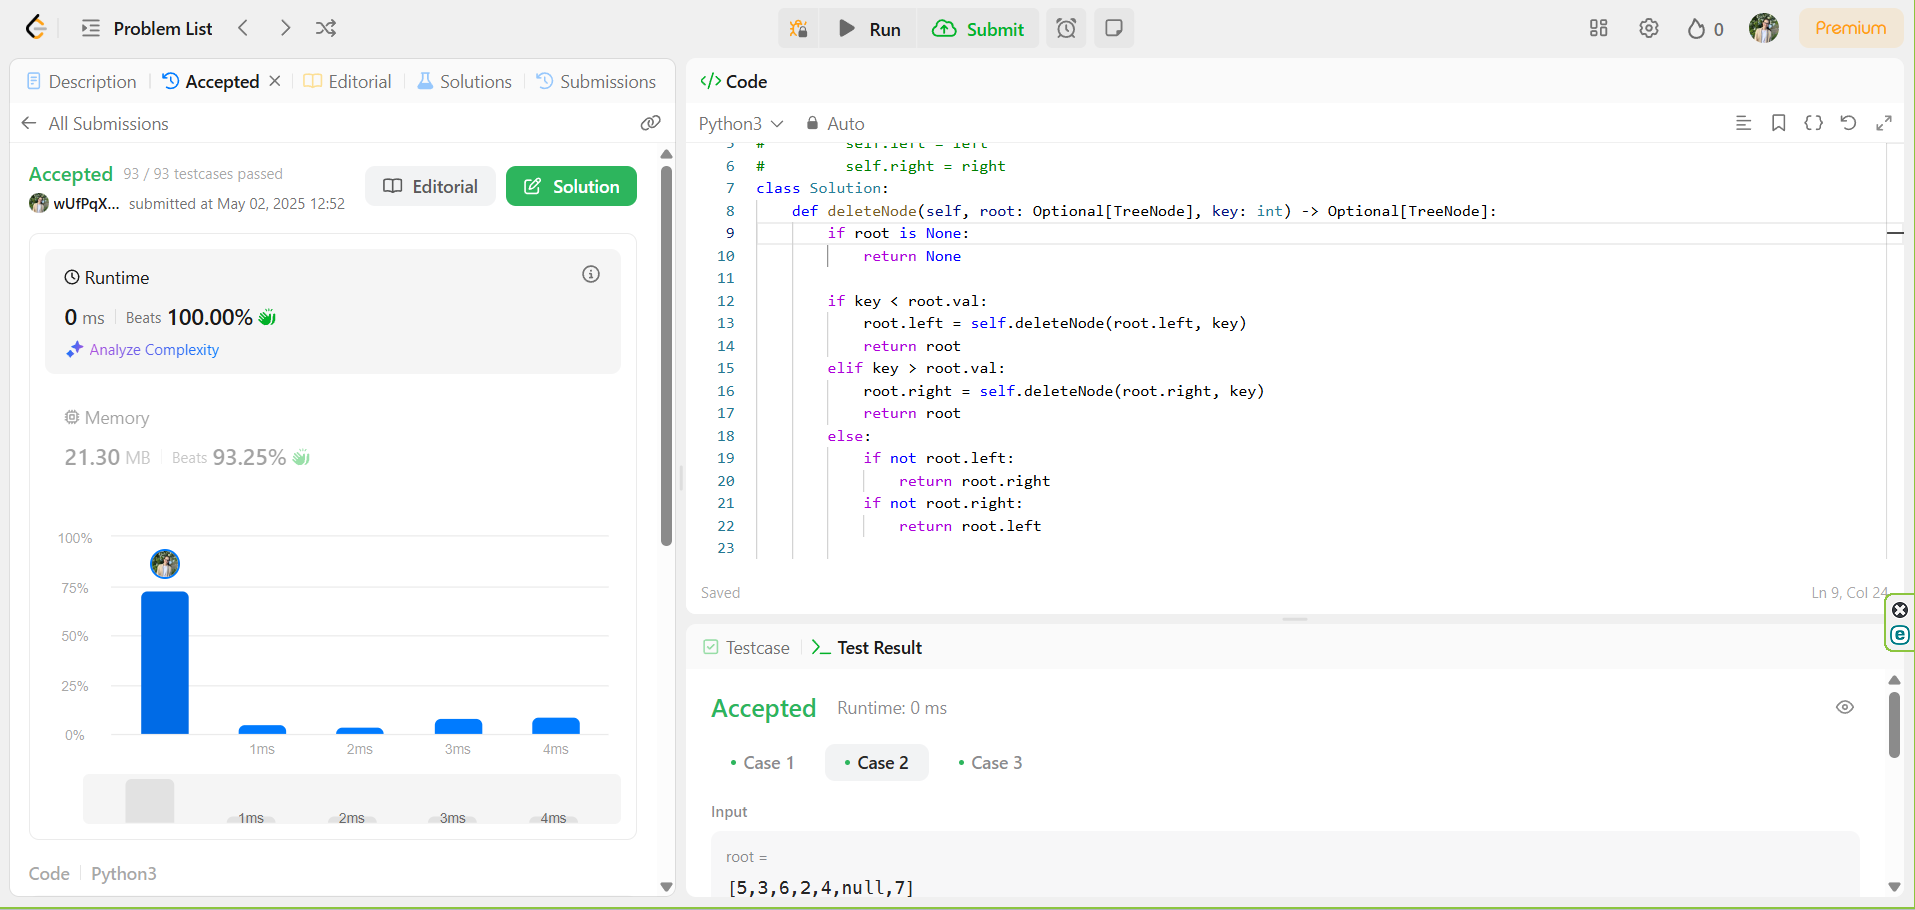 Problem List
Run
Submit
0
Premium
Description
Accepted
Editorial
Solutions
Submissions
All Submissions
Accepted 93 / 93 testcases passed
wUfPqX... submitted at May 02, 2025 12:52
Editorial
Solution
Runtime
0 ms Beats 100.00%
Analyze Complexity
Memory
21.30 MB Beats 93.25%
100%
75%
50%
25%
0%
1ms 2ms 3ms 4ms
1ms 2ms 3ms 4ms
Code Python3
</> Code
Python3 Auto
5 # self.left = left
6 # self.right = right
7 class Solution:
8 def deleteNode(self, root: Optional[TreeNode], key: int) -> Optional[TreeNode]:
9 if root is None:
10 return None
11
12 if key < root.val:
13 root.left = self.deleteNode(root.left, key)
14 return root
15 elif key > root.val:
16 root.right = self.deleteNode(root.right, key)
17 return root
18 else:
19 if not root.left:
20 return root.right
21 if not root.right:
22 return root.left
23
Saved
Ln 9, Col 24
Testcase
Test Result
Accepted Runtime: 0 ms
Case 1
Case 2
Case 3
Input
root =
[5,3,6,2,4,null,7]